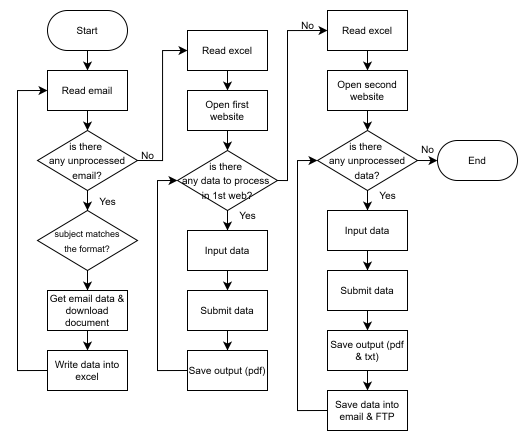 Start
Read email
is there
any unprocessed
email?
No
Yes
subject matches
the format?
Get email data &
download
document
Write data into
excel
Read excel
Open first
website
is there
any data to process
in 1st web?
No
Yes
Input data
Submit data
Save output (pdf)
Read excel
Open second
website
is there
any unprocessed
data?
No
End
Yes
Input data
Submit data
Save output (pdf
& txt)
Save data into
email & FTP